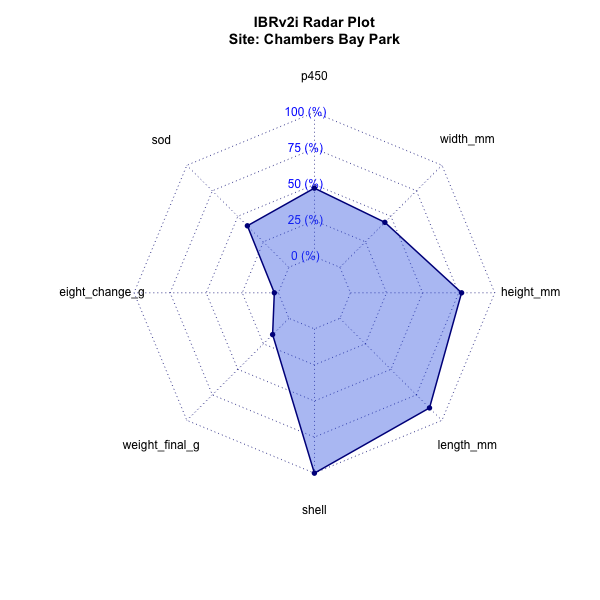 IBRv2i Radar Plot
Site: Chambers Bay Park
p450
100 (%)
sod
width_mm
75 (%)
50 (%)
25 (%)
0 (%)
eight_change_g
height_mm
weight_final_g
length_mm
shell